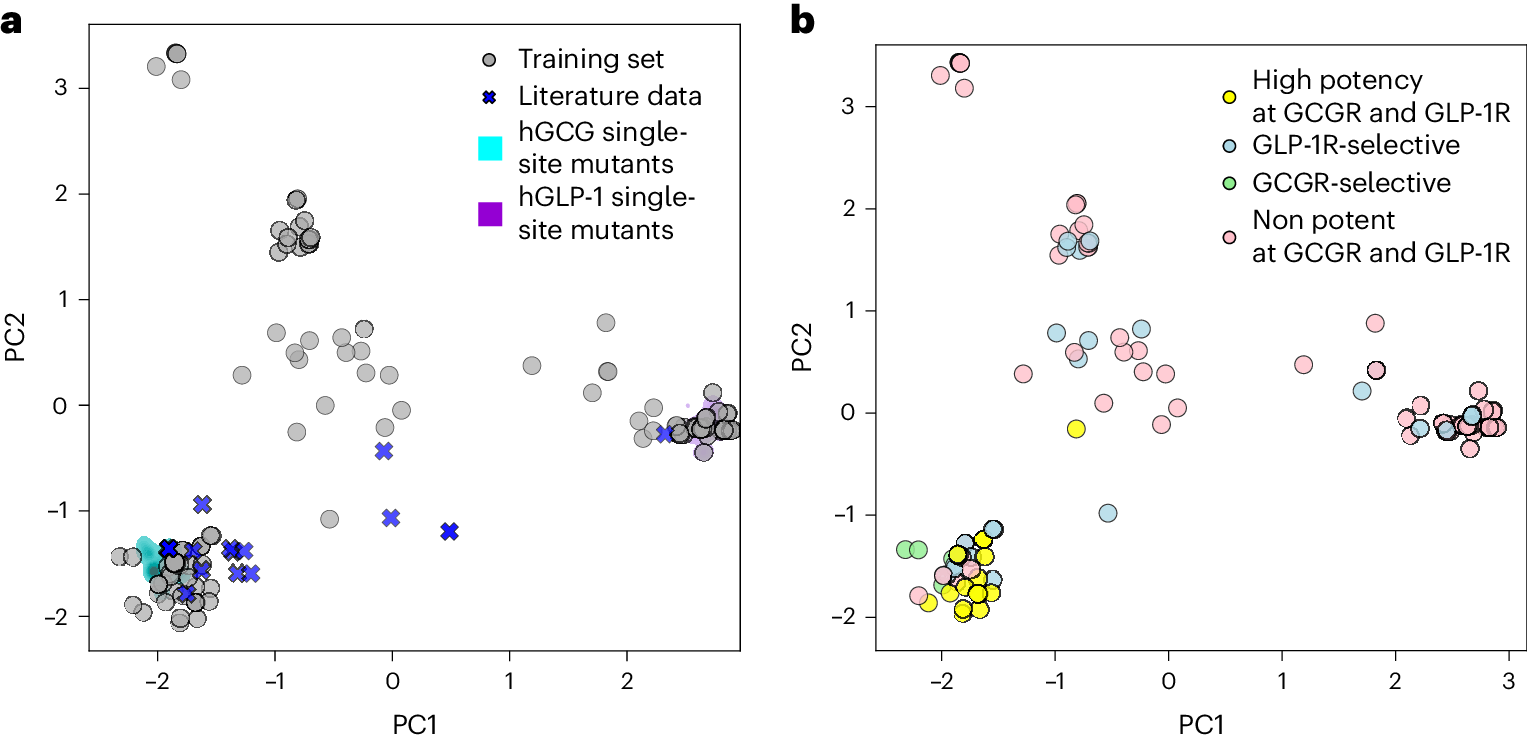 a
Training set
Literature data
hGCG single-
site mutants
hGLP-1 single-
site mutants
3
2
1
0
–1
–2
PC2
–2
–1
0
1
2
PC1
b
High potency
at GCGR and GLP-1R
GLP-1R-selective
GCGR-selective
Non potent
at GCGR and GLP-1R
3
2
1
0
–1
–2
PC2
–2
–1
0
1
2
3
PC1